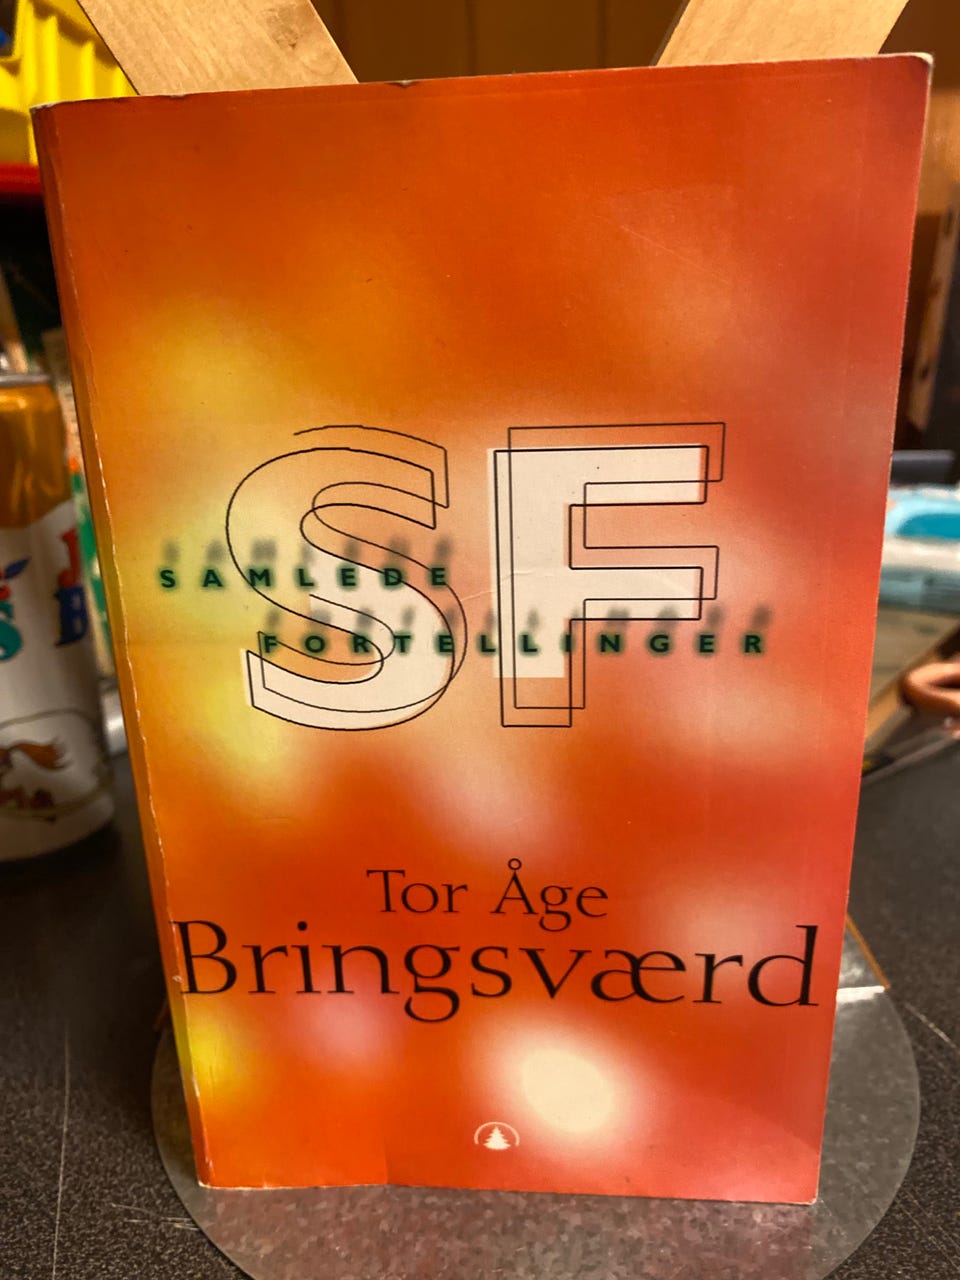 SF
SAMLEDE
FORTELLINGER
Tor Åge
Bringsværd